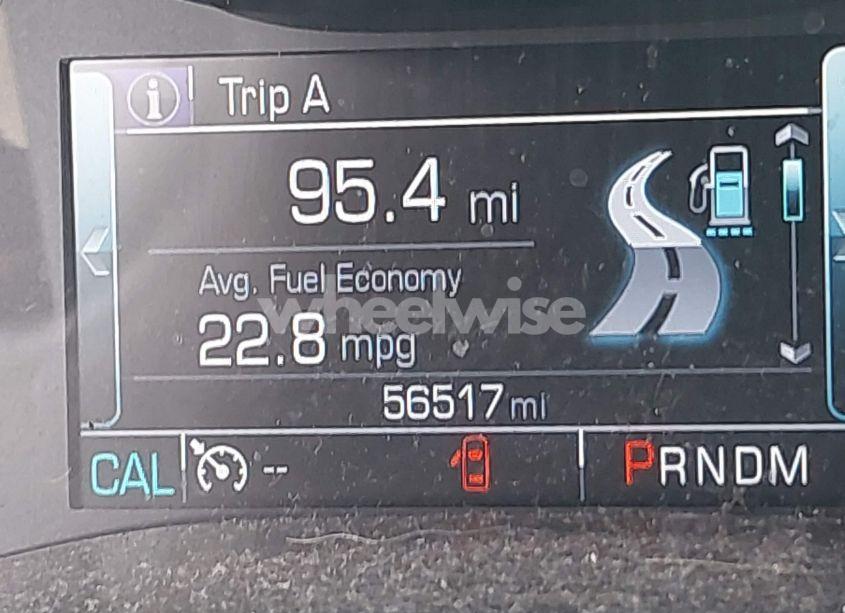 i Trip A
95.4 mi
Avg. Fuel Economy
22.8 mpg
wheelwise
56517 mi
CAL -- PRNDM